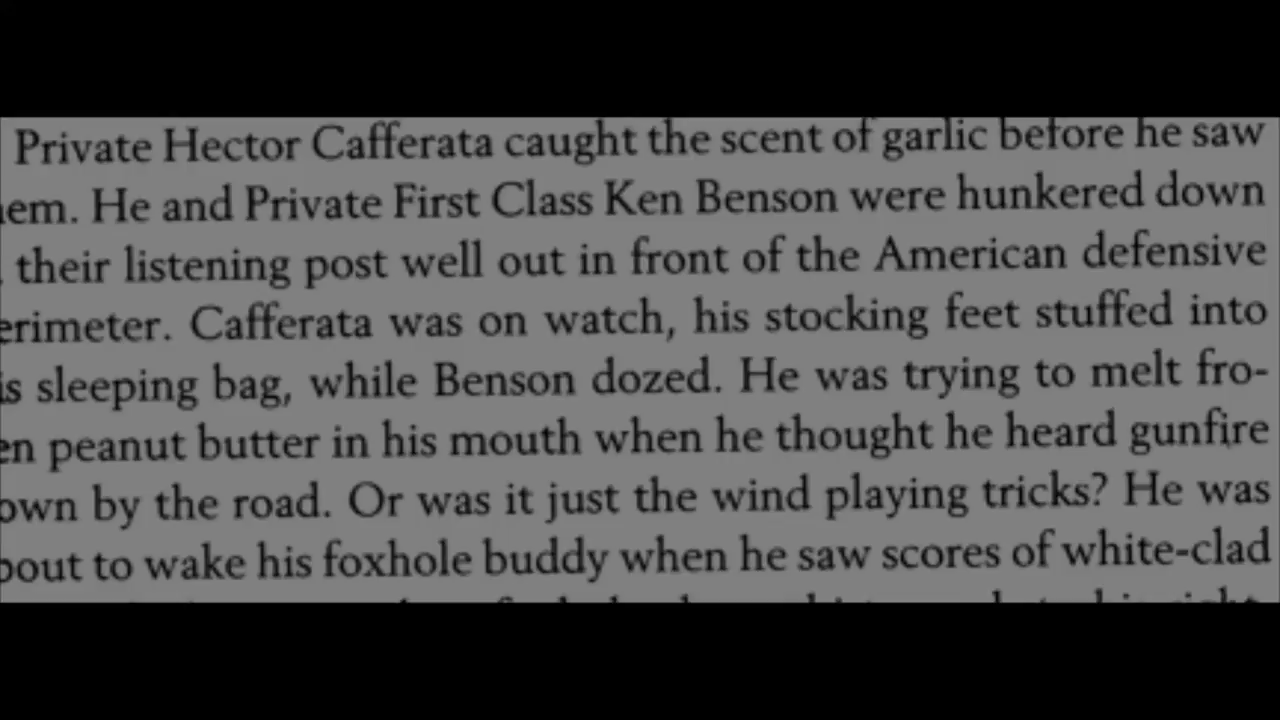 Private Hector Cafferata caught the scent of garlic before he saw
em. He and Private First Class Ken Benson were hunkered down
their listening post well out in front of the American defensive
erimeter. Cafferata was on watch, his stocking feet stuffed into
is sleeping bag, while Benson dozed. He was trying to melt fro-
en peanut butter in his mouth when he thought he heard gunfire
own by the road. Or was it just the wind playing tricks? He was
bout to wake his foxhole buddy when he saw scores of white-clad